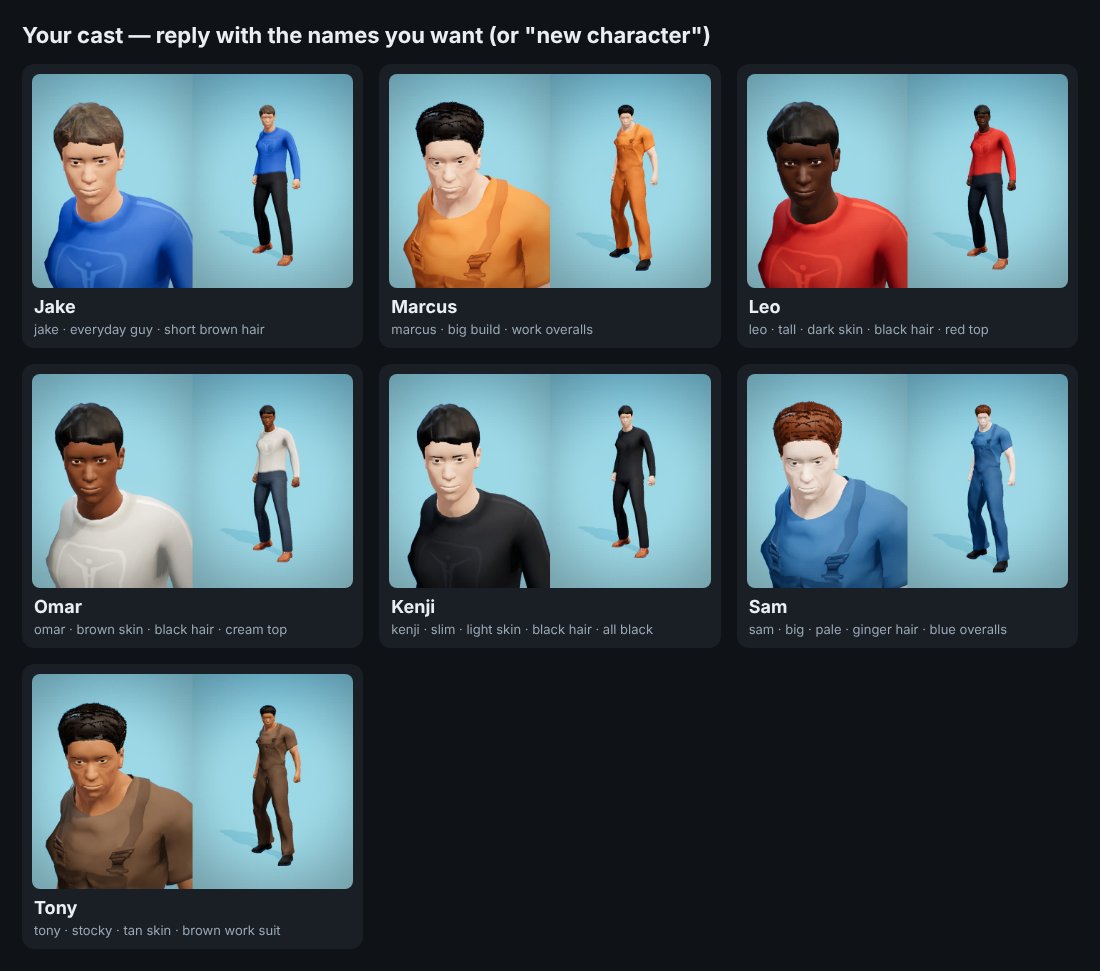 Your cast — reply with the names you want (or "new character")
Jake
jake · everyday guy · short brown hair
Marcus
marcus · big build · work overalls
Leo
leo · tall · dark skin · black hair · red top
Omar
omar · brown skin · black hair · cream top
Kenji
kenji · slim · light skin · black hair · all black
Sam
sam · big · pale · ginger hair · blue overalls
Tony
tony · stocky · tan skin · brown work suit